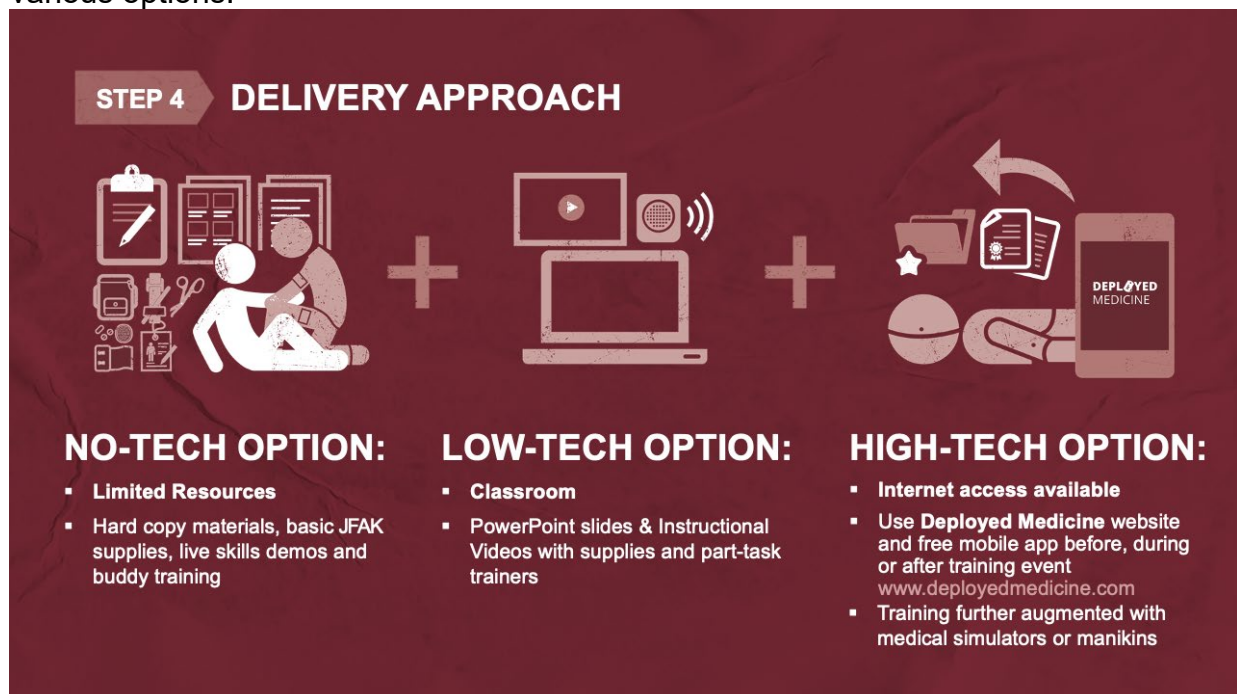 various options.
STEP 4
DELIVERY APPROACH
DEPLOYED
MEDICINE
NO-TECH OPTION:
▪ Limited Resources
▪ Hard copy materials, basic JFAK
supplies, live skills demos and
buddy training
LOW-TECH OPTION:
▪ Classroom
▪ PowerPoint slides & Instructional
Videos with supplies and part-task
trainers
HIGH-TECH OPTION:
▪ Internet access available
▪ Use Deployed Medicine website
and free mobile app before, during
or after training event
www.deployedmedicine.com
▪ Training further augmented with
medical simulators or manikins